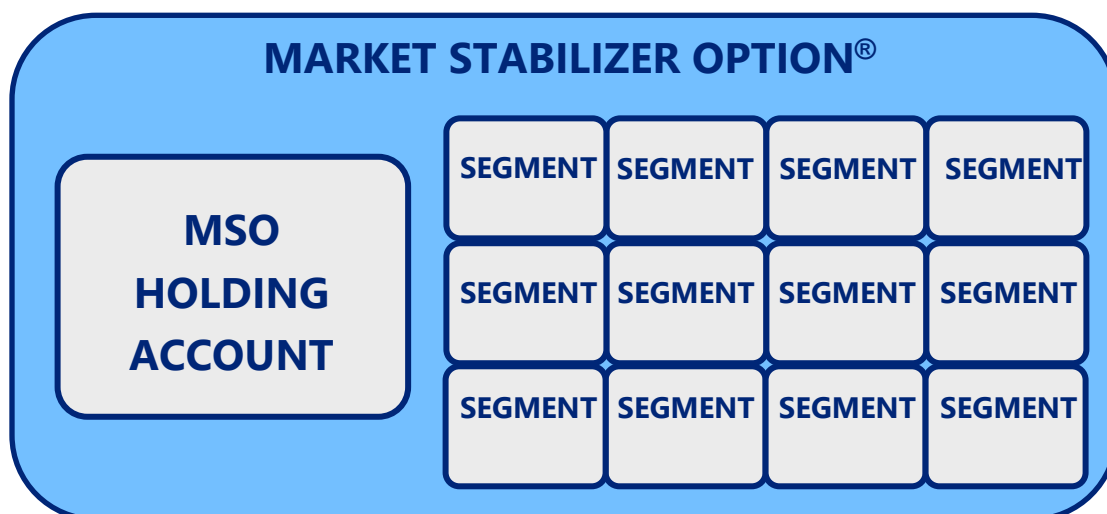 MARKET STABILIZER OPTION®
MSO
HOLDING
ACCOUNT
SEGMENT SEGMENT SEGMENT SEGMENT
SEGMENT SEGMENT SEGMENT SEGMENT
SEGMENT SEGMENT SEGMENT SEGMENT